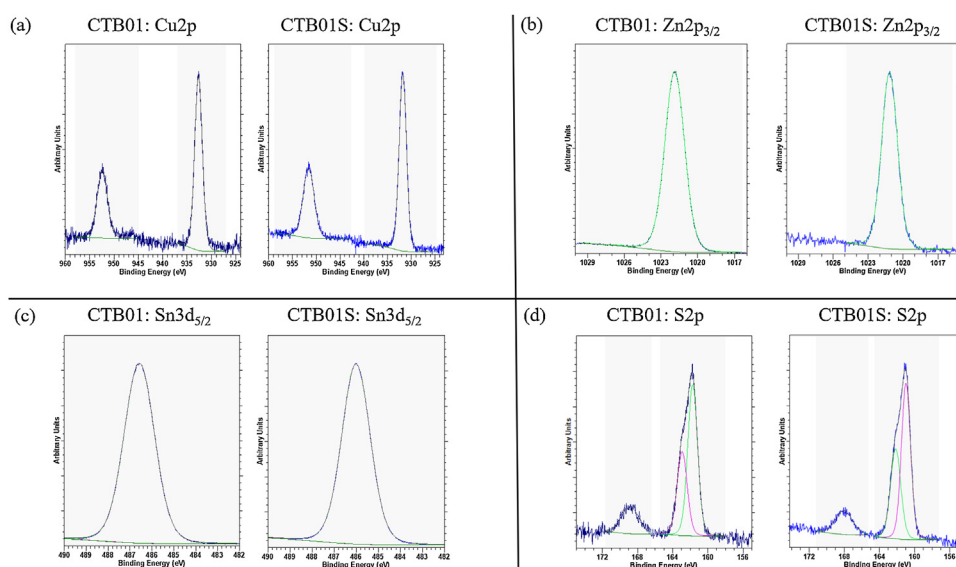 (a)
CTB01: Cu2p
CTB01S: Cu2p
Arbitrary Units
960 955 950 945 940 938 930 924
Binding Energy (eV)
Arbitrary Units
960 955 950 945 940 938 930 924
Binding Energy (eV)
(b)
CTB01: Zn2p3/2
CTB01S: Zn2p3/2
Arbitrary Units
1029 1026 1023 1020 1017
Binding Energy (eV)
Arbitrary Units
1029 1026 1023 1020 1017
Binding Energy (eV)
(c)
CTB01: Sn3d5/2
CTB01S: Sn3d5/2
Arbitrary Units
490 489 488 487 486 485 484 483 482
Binding Energy (eV)
Arbitrary Units
490 489 488 487 486 485 484 483 482
Binding Energy (eV)
(d)
CTB01: S2p
CTB01S: S2p
Arbitrary Units
172 168 164 160 156
Binding Energy (eV)
Arbitrary Units
172 168 164 160 156
Binding Energy (eV)